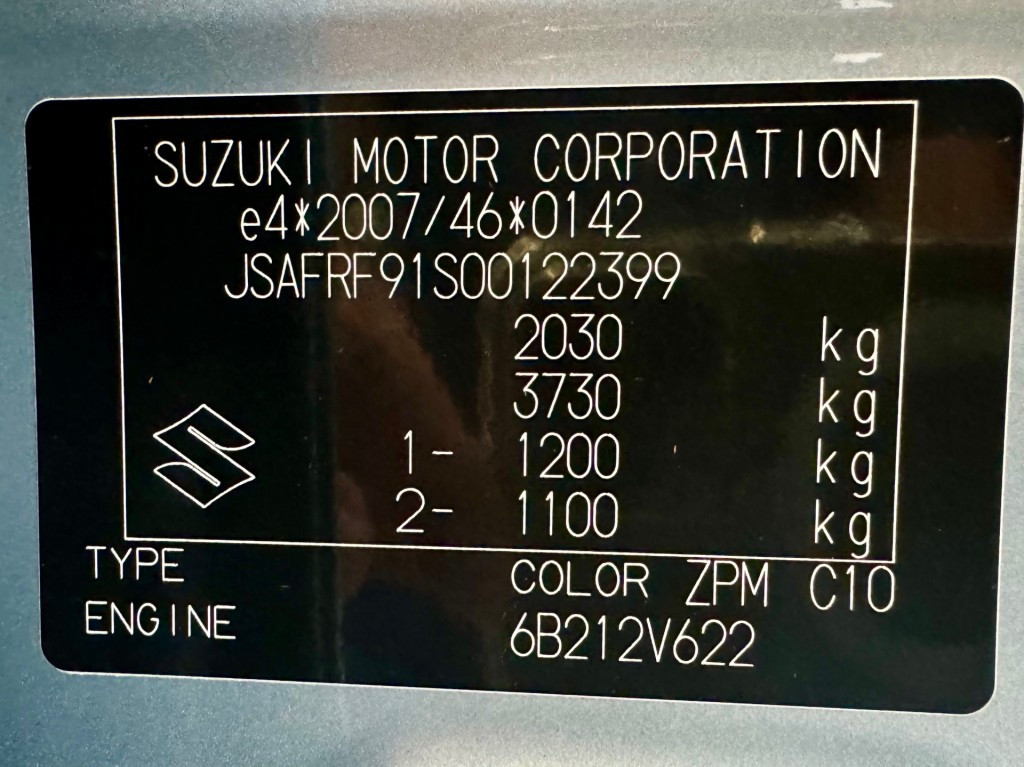 SUZUKI MOTOR CORPORATION
e4*2007/46*0142
JSAFRF91S00122399
2030 kg
3730 kg
1- 1200 kg
2- 1100 kg
TYPE COLOR ZPM C10
ENGINE 6B212V622